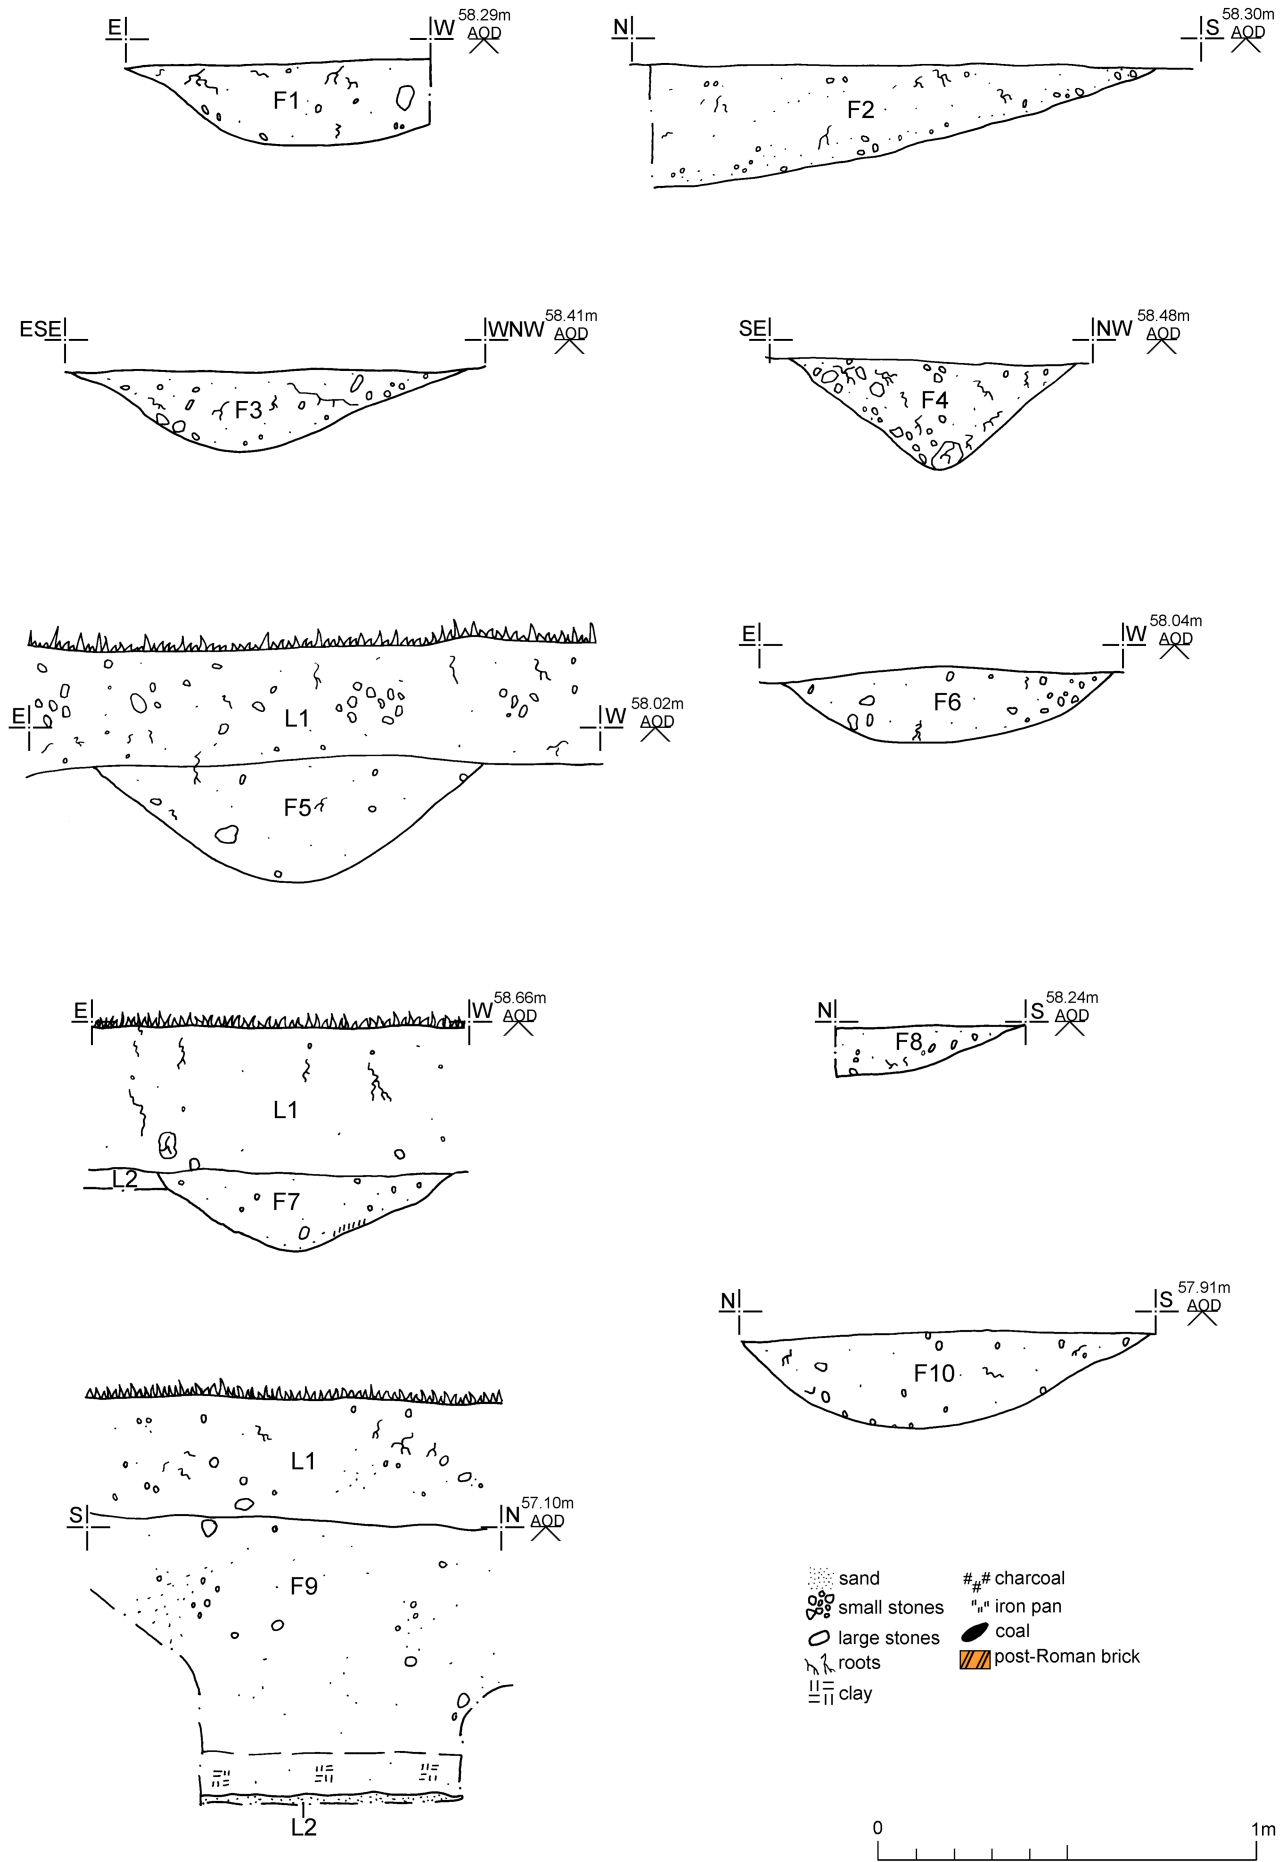 E W 58.29m AOD
F1
N S 58.30m AOD
F2
ESE WNW 58.41m AOD
F3
SE NW 58.48m AOD
F4
E W 58.02m AOD
L1
F5
E W 58.04m AOD
F6
E W 58.66m AOD
L1
L2
F7
N S 58.24m AOD
F8
N S 57.91m AOD
F10
L1
S N 57.10m AOD
F9
L2
sand
small stones
large stones
roots
clay
charcoal
iron pan
coal
post-Roman brick
0 1m